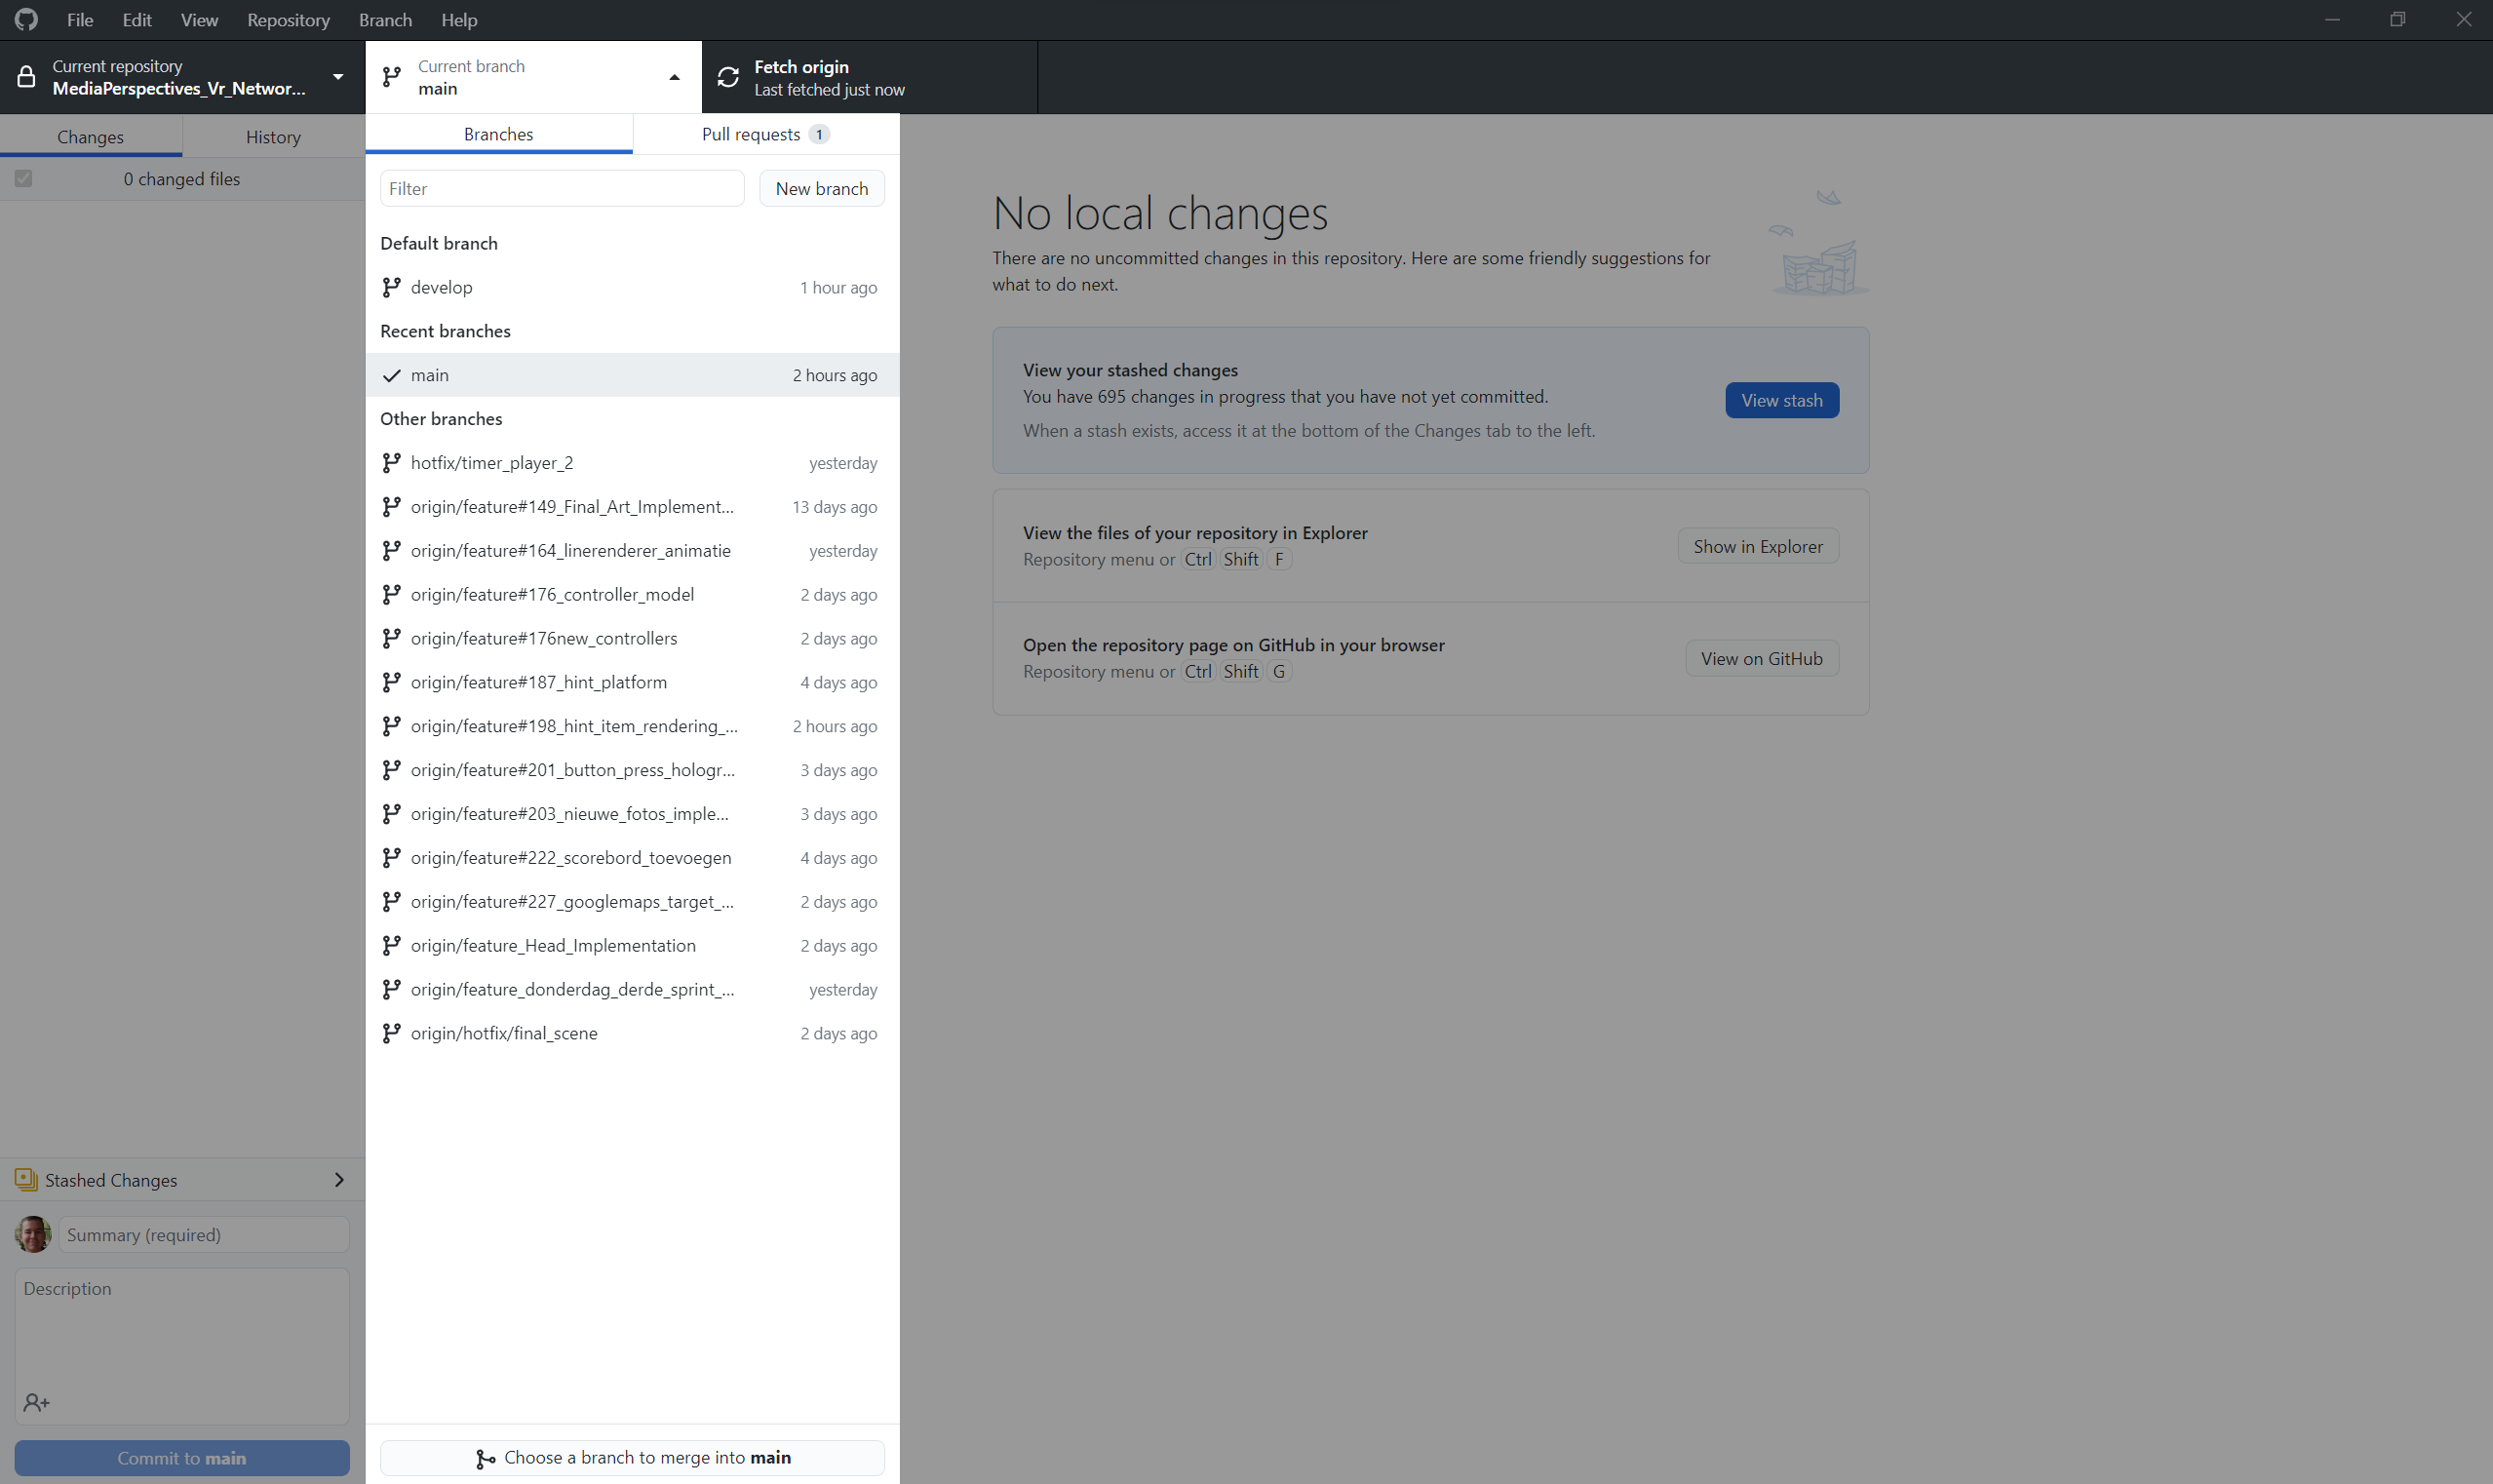 File Edit View Repository Branch Help
Current repository
MediaPerspectives_Vr_Networ...
Current branch
main
Fetch origin
Last fetched just now
Changes History
0 changed files
Branches Pull requests 1
Filter New branch
Default branch
develop 1 hour ago
Recent branches
main 2 hours ago
Other branches
hotfix/timer_player_2 yesterday
origin/feature#149_Final_Art_Implement... 13 days ago
origin/feature#164_linerenderer_animatie yesterday
origin/feature#176_controller_model 2 days ago
origin/feature#176new_controllers 2 days ago
origin/feature#187_hint_platform 4 days ago
origin/feature#198_hint_item_rendering_... 2 hours ago
origin/feature#201_button_press_hologr... 3 days ago
origin/feature#203_nieuwe_fotos_imple... 3 days ago
origin/feature#222_scorebord_toevoegen 4 days ago
origin/feature#227_googlemaps_target_... 2 days ago
origin/feature_Head_Implementation 2 days ago
origin/feature_donderdag_derde_sprint_... yesterday
origin/hotfix/final_scene 2 days ago
Choose a branch to merge into main
No local changes
There are no uncommitted changes in this repository. Here are some friendly suggestions for
what to do next.
View your stashed changes
You have 695 changes in progress that you have not yet committed.
When a stash exists, access it at the bottom of the Changes tab to the left.
View stash
View the files of your repository in Explorer
Repository menu or Ctrl Shift F
Show in Explorer
Open the repository page on GitHub in your browser
Repository menu or Ctrl Shift G
View on GitHub
Stashed Changes
Summary (required)
Description
Commit to main